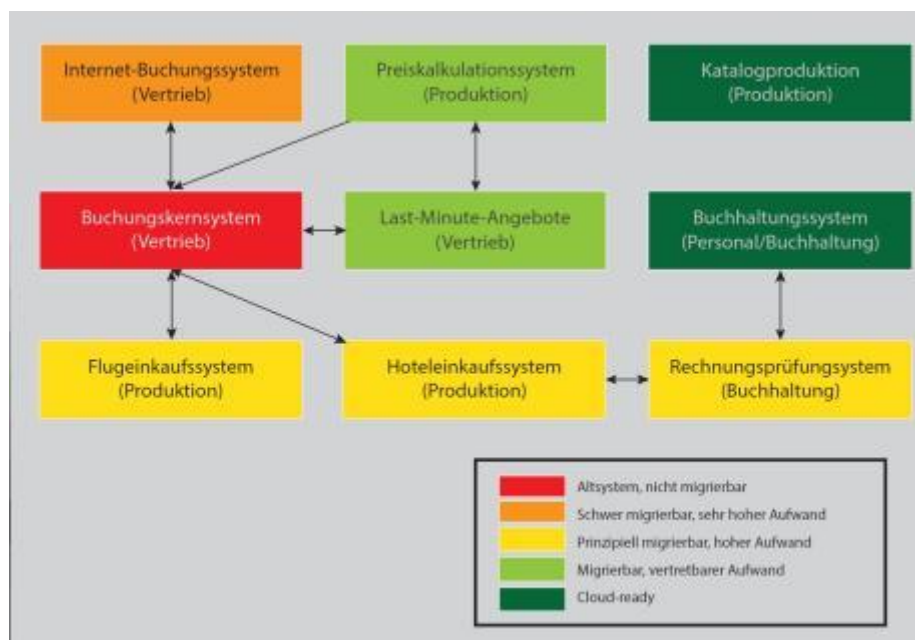 Internet-Buchungssystem
(Vertrieb)
Preiskalkulationssystem
(Produktion)
Katalogproduktion
(Produktion)
Buchungskernsystem
(Vertrieb)
Last-Minute-Angebote
(Vertrieb)
Buchhaltungssystem
(Personal/Buchhaltung)
Flugeinkaufssystem
(Produktion)
Hoteleinkaufssystem
(Produktion)
Rechnungsprüfungsystem
(Buchhaltung)
Altsystem, nicht migrierbar
Schwer migrierbar, sehr hoher Aufwand
Prinzipiell migrierbar, hoher Aufwand
Migrierbar, vertretbarer Aufwand
Cloud-ready